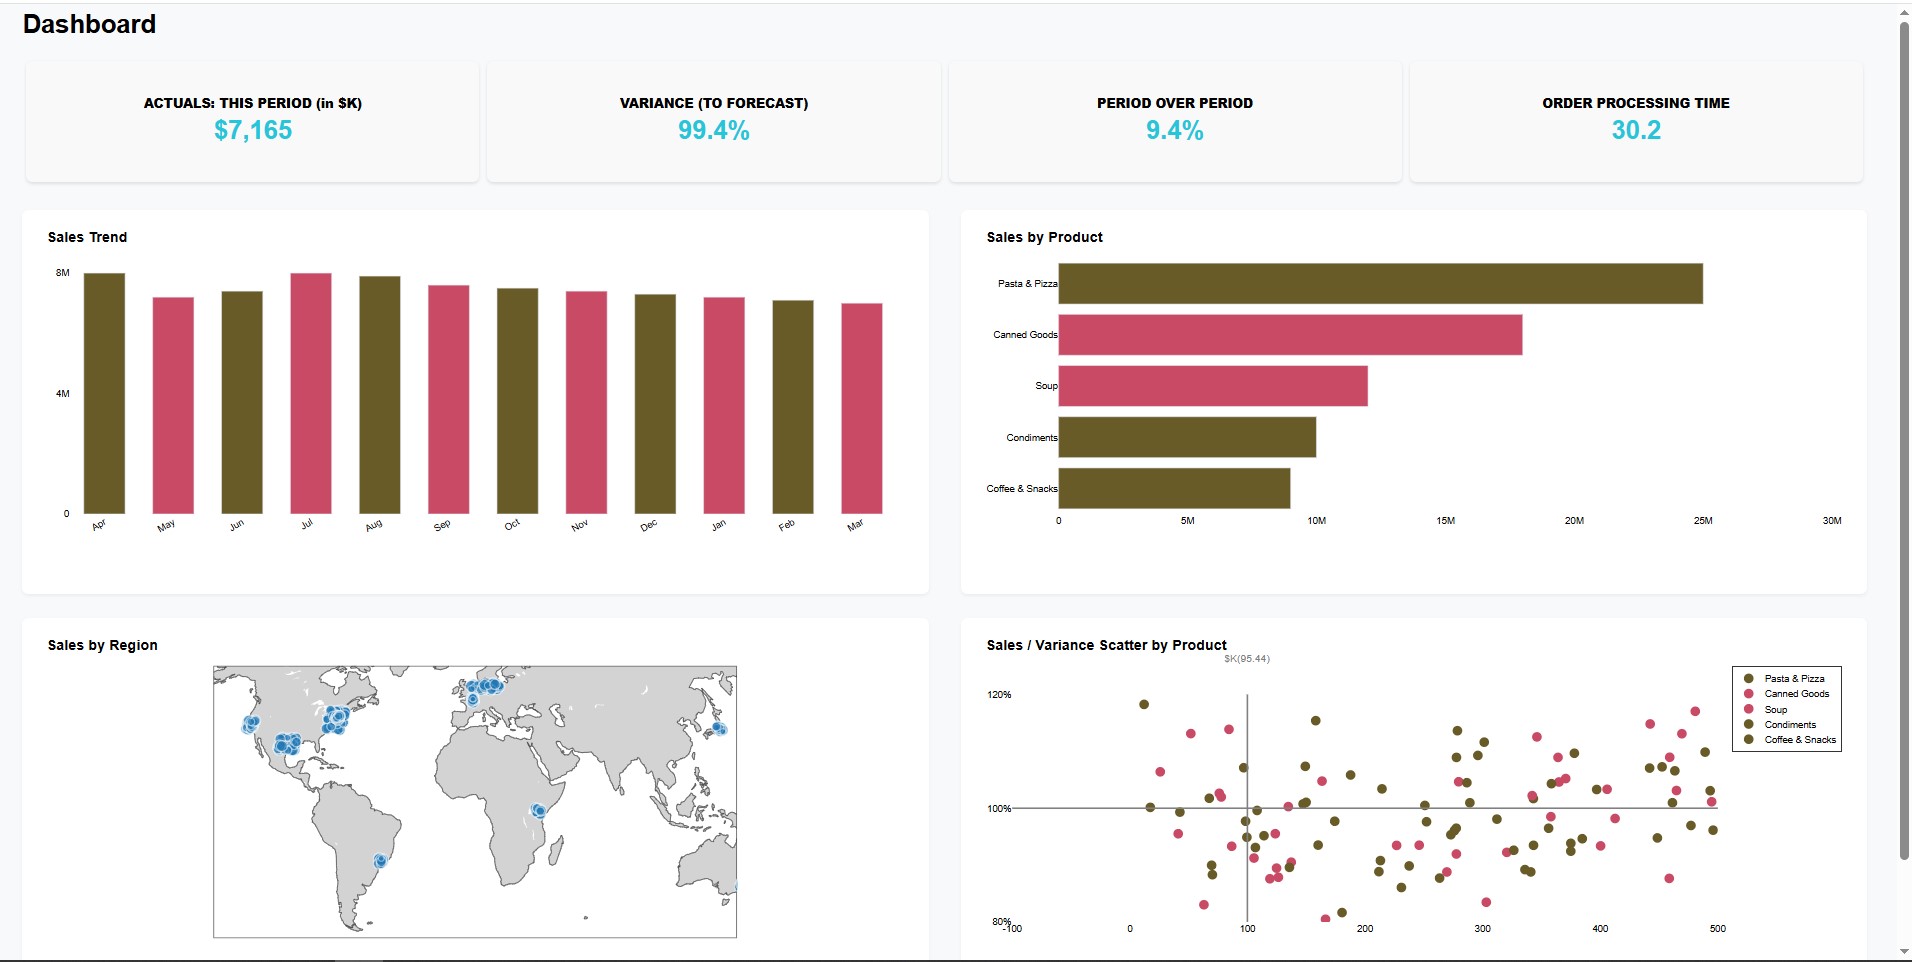 Dashboard
ACTUALS: THIS PERIOD (in $K)
$7,165
VARIANCE (TO FORECAST)
99.4%
PERIOD OVER PERIOD
9.4%
ORDER PROCESSING TIME
30.2
Sales Trend
8M
4M
0
Apr May Jun Jul Aug Sep Oct Nov Dec Jan Feb Mar
Sales by Product
Pasta & Pizza
Canned Goods
Soup
Condiments
Coffee & Snacks
0 5M 10M 15M 20M 25M 30M
Sales by Region
Sales / Variance Scatter by Product
$K(95.44)
120%
100%
80%
-100 0 100 200 300 400 500
Pasta & Pizza
Canned Goods
Soup
Condiments
Coffee & Snacks